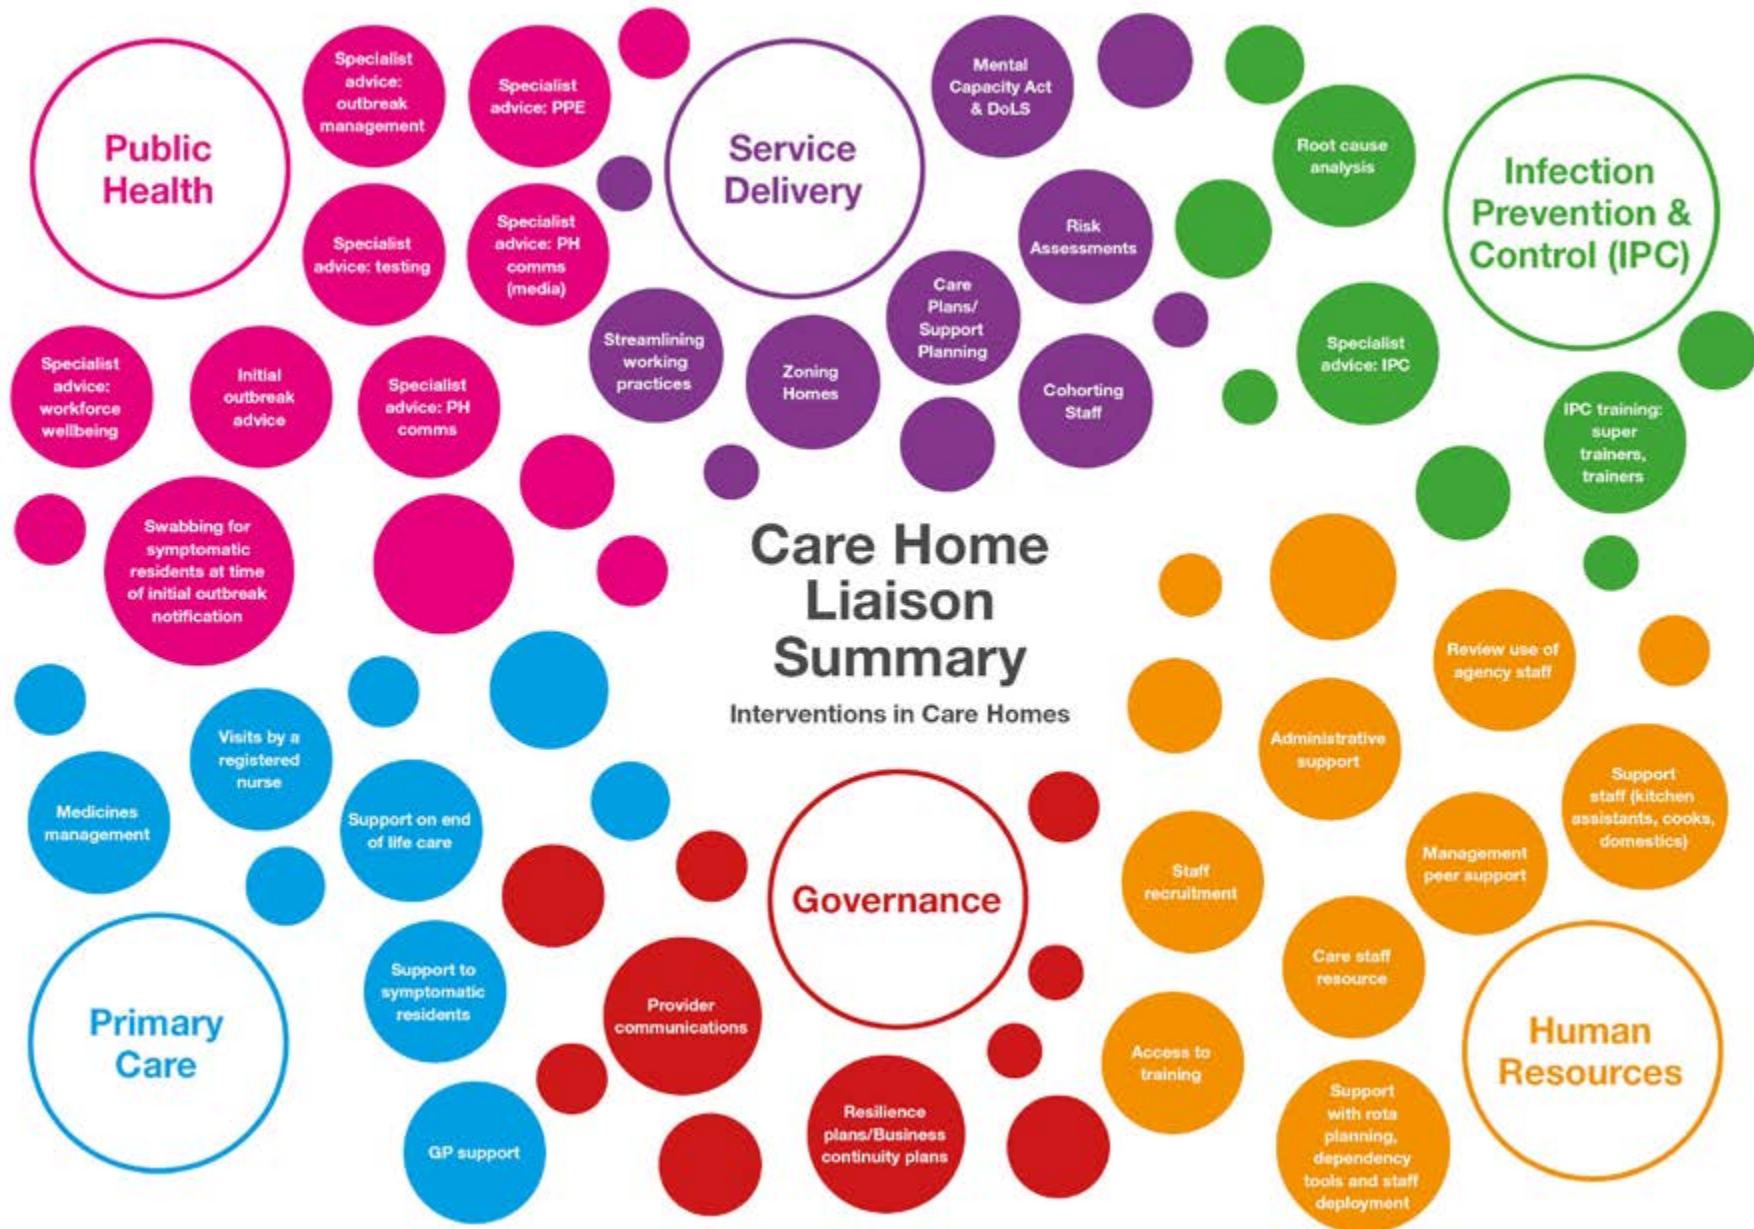 Public
Health
Specialist
advice:
outbreak
management
Specialist
advice: PPE
Specialist
advice: testing
Specialist
advice: PH
comms
(media)
Specialist
advice:
workforce
wellbeing
Initial
outbreak
advice
Specialist
advice: PH
comms
Swabbing for
symptomatic
residents at time
of initial outbreak
notification
Service
Delivery
Mental
Capacity Act
& DoLS
Risk
Assessments
Care
Plans/
Support
Planning
Streamlining
working
practices
Zoning
Homes
Cohorting
Staff
Infection
Prevention &
Control (IPC)
Root cause
analysis
Specialist
advice: IPC
IPC training:
super
trainers,
trainers
Care Home
Liaison
Summary
Interventions in Care Homes
Primary
Care
Visits by a
registered
nurse
Medicines
management
Support on end
of life care
Support to
symptomatic
residents
GP support
Governance
Provider
communications
Resilience
plans/Business
continuity plans
Human
Resources
Review use of
agency staff
Administrative
support
Support
staff (kitchen
assistants, cooks,
domestics)
Management
peer support
Staff
recruitment
Care staff
resource
Access to
training
Support
with rota
planning,
dependency
tools and staff
deployment